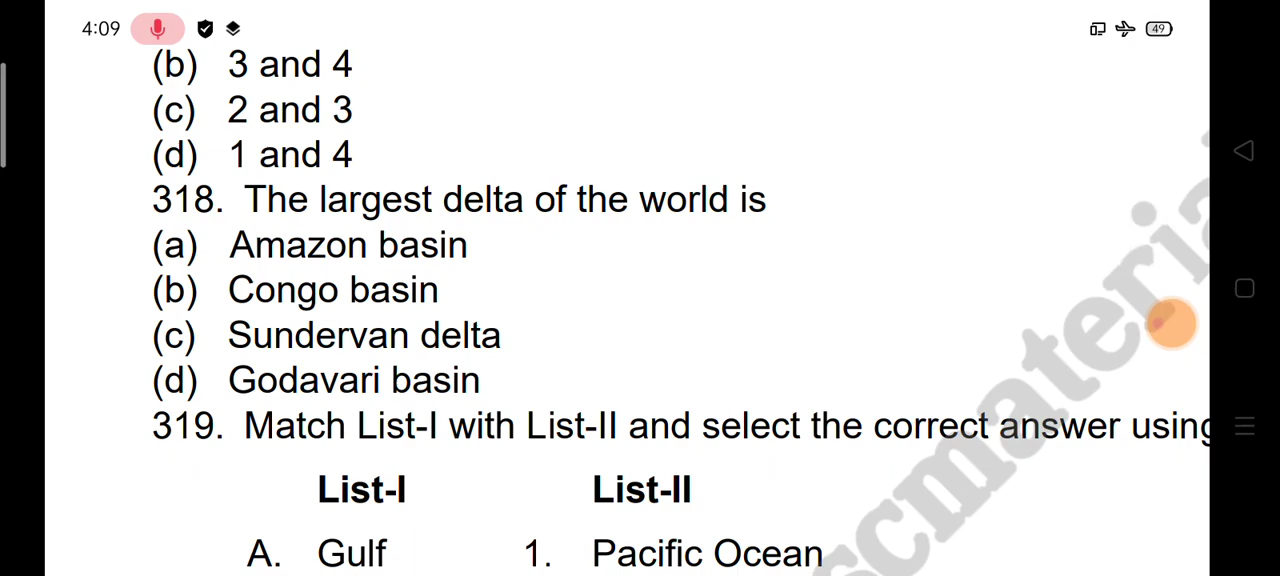 4:09
49
(b) 3 and 4
(c) 2 and 3
(d) 1 and 4
318. The largest delta of the world is
(a) Amazon basin
(b) Congo basin
(c) Sundervan delta
(d) Godavari basin
319. Match List-I with List-II and select the correct answer using
List-I List-II
A. Gulf 1. Pacific Ocean